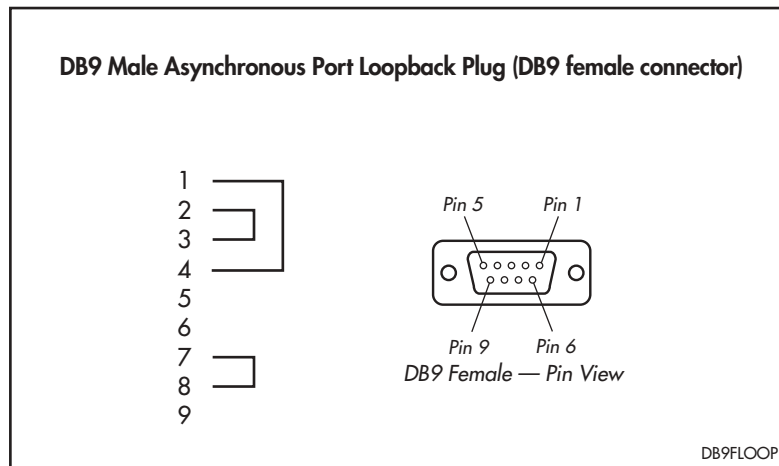 DB9 Male Asynchronous Port Loopback Plug (DB9 female connector)
1
2
3
4
5
6
7
8
9
Pin 5
Pin 1
Pin 9
Pin 6
DB9 Female — Pin View
DB9FLOOP